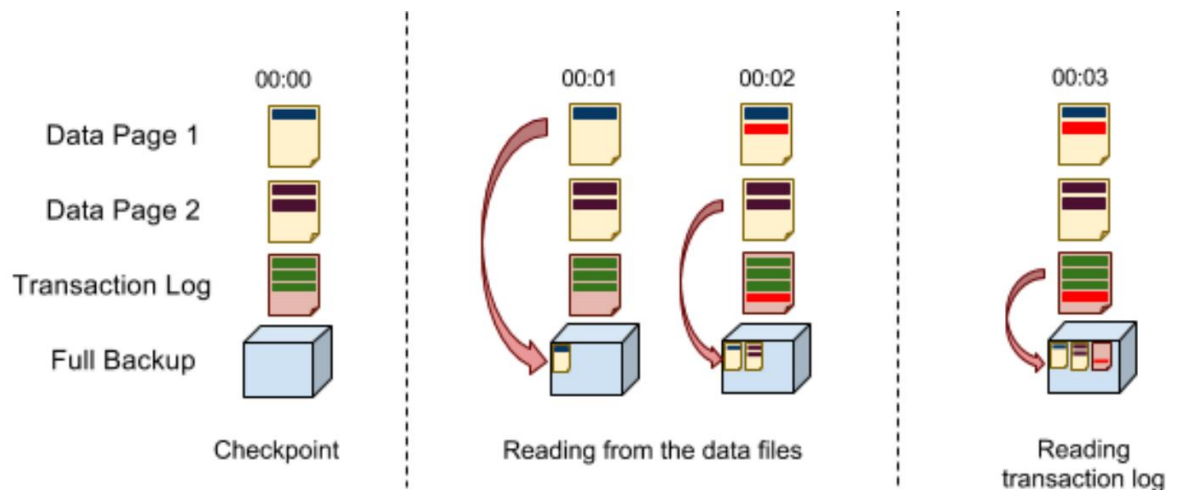 00:00
00:01
00:02
00:03
Data Page 1
Data Page 2
Transaction Log
Full Backup
Checkpoint
Reading from the data files
Reading
transaction log